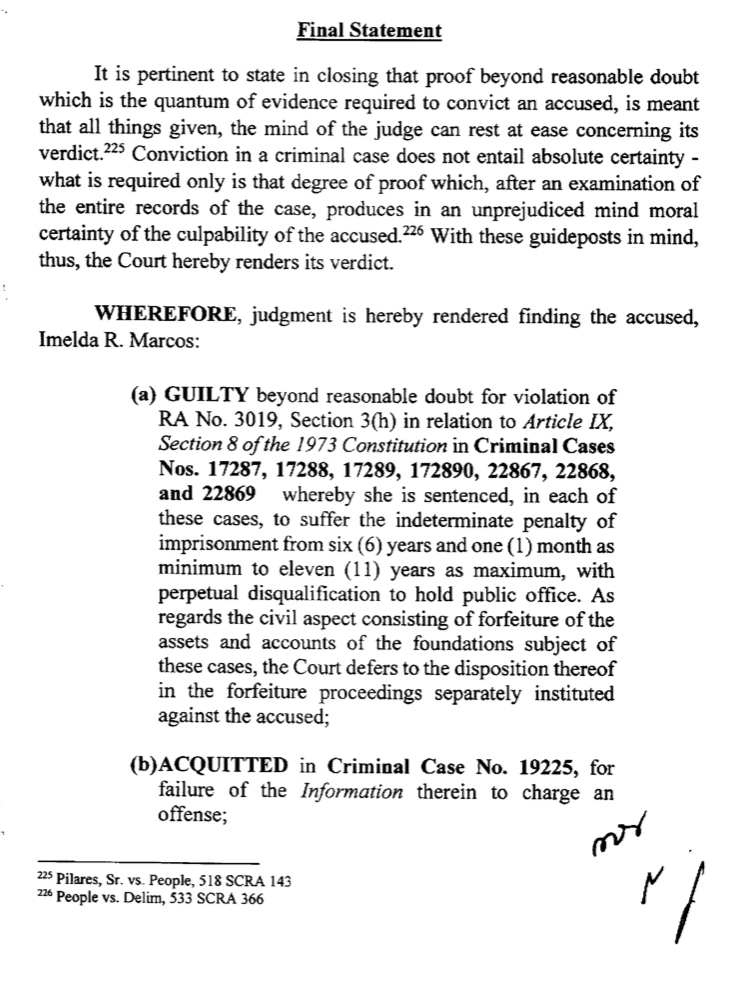 Final Statement
It is pertinent to state in closing that proof beyond reasonable doubt
which is the quantum of evidence required to convict an accused, is meant
that all things given, the mind of the judge can rest at ease concerning its
verdict.225 Conviction in a criminal case does not entail absolute certainty -
what is required only is that degree of proof which, after an examination of
the entire records of the case, produces in an unprejudiced mind moral
certainty of the culpability of the accused.226 With these guideposts in mind,
thus, the Court hereby renders its verdict.
WHEREFORE, judgment is hereby rendered finding the accused,
Imelda R. Marcos:
(a) GUILTY beyond reasonable doubt for violation of
RA No. 3019, Section 3(h) in relation to Article IX,
Section 8 of the 1973 Constitution in Criminal Cases
Nos. 17287, 17288, 17289, 172890, 22867, 22868,
and 22869 whereby she is sentenced, in each of
these cases, to suffer the indeterminate penalty of
imprisonment from six (6) years and one (1) month as
minimum to eleven (11) years as maximum, with
perpetual disqualification to hold public office. As
regards the civil aspect consisting of forfeiture of the
assets and accounts of the foundations subject of
these cases, the Court defers to the disposition thereof
in the forfeiture proceedings separately instituted
against the accused;
(b)ACQUITTED in Criminal Case No. 19225, for
failure of the Information therein to charge an
offense;
225 Pilares, Sr. vs. People, 518 SCRA 143
226 People vs. Delim, 533 SCRA 366